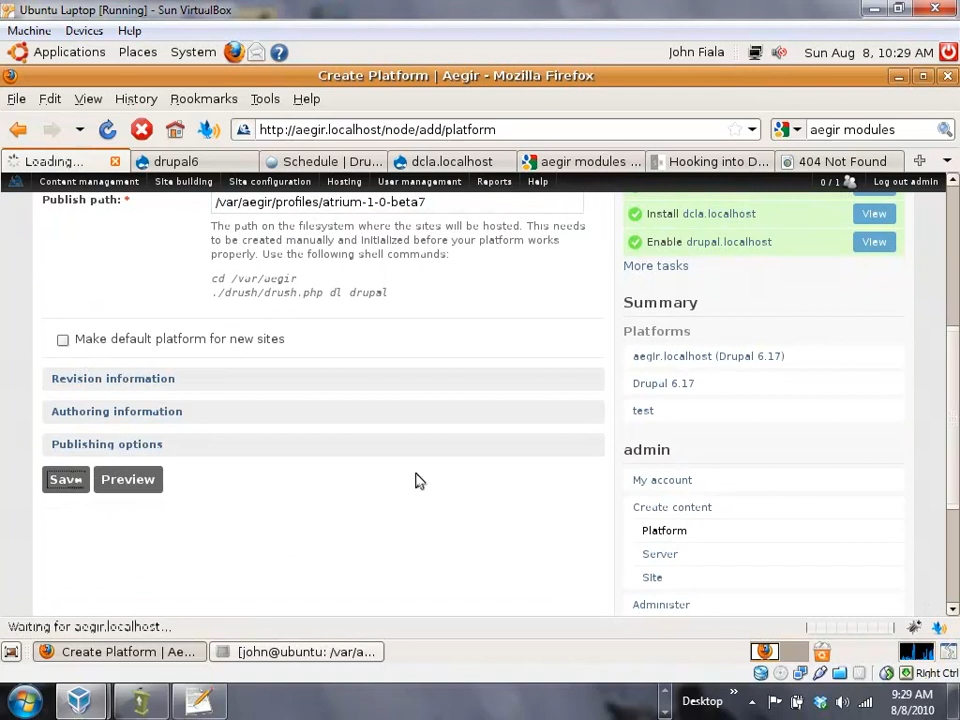 Ubuntu Laptop [Running] - Sun VirtualBox
Machine Devices Help
Applications Places System John Fiala Sun Aug 8, 10:29 AM
Create Platform | Aegir - Mozilla Firefox
File Edit View History Bookmarks Tools Help
http://aegir.localhost/node/add/platform aegir modules
Loading... drupal6 Schedule | Dru... dcla.localhost aegir modules ... Hooking into D... 404 Not Found
Content management Site building Site configuration Hosting User management Reports Help 0 / 1 Log out admin
Publish path: * /var/aegir/profiles/atrium-1-0-beta7
The path on the filesystem where the sites will be hosted. This needs
to be created manually and initialized before your platform works
properly. Use the following shell commands:
cd /var/aegir
./drush/drush.php dl drupal
Make default platform for new sites
Revision information
Authoring information
Publishing options
Save Preview
Install dcla.localhost View
Enable drupal.localhost View
More tasks
Summary
Platforms
aegir.localhost (Drupal 6.17)
Drupal 6.17
test
admin
My account
Create content
Platform
Server
Site
Administer
Waiting for aegir.localhost...
Create Platform | Ae... [john@ubuntu: /var/a...
Right Ctrl
Desktop » 9:29 AM
8/8/2010